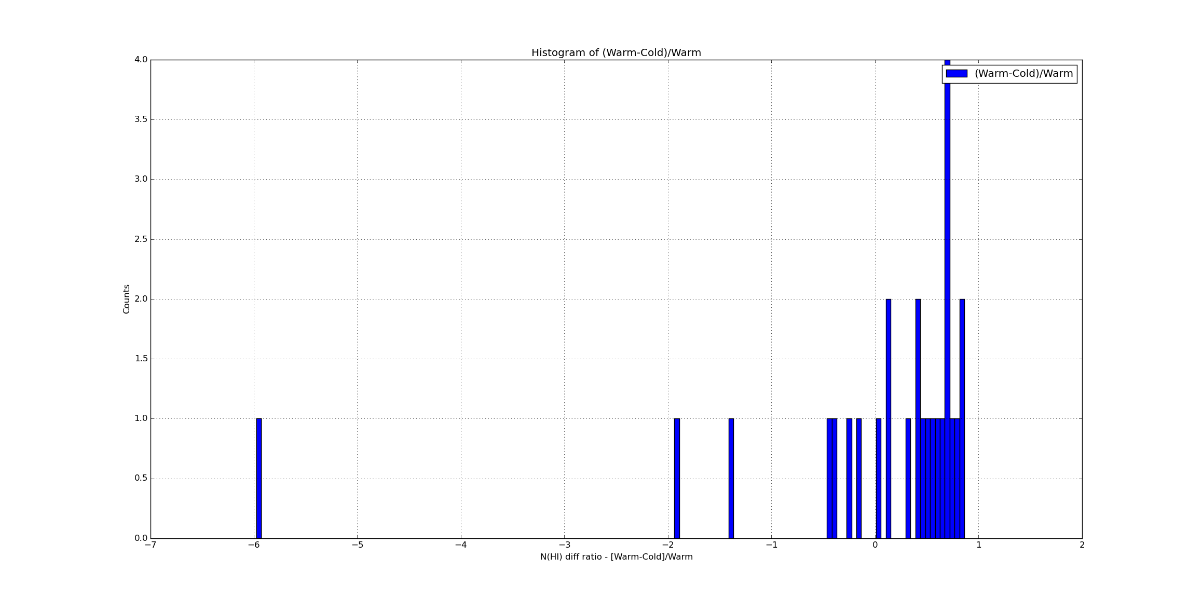 Histogram of (Warm-Cold)/Warm
(Warm-Cold)/Warm
4.0
3.5
3.0
2.5
2.0
1.5
1.0
0.5
0.0
Counts
−7 −6 −5 −4 −3 −2 −1 0 1 2
N(HI) diff ratio - [Warm-Cold]/Warm